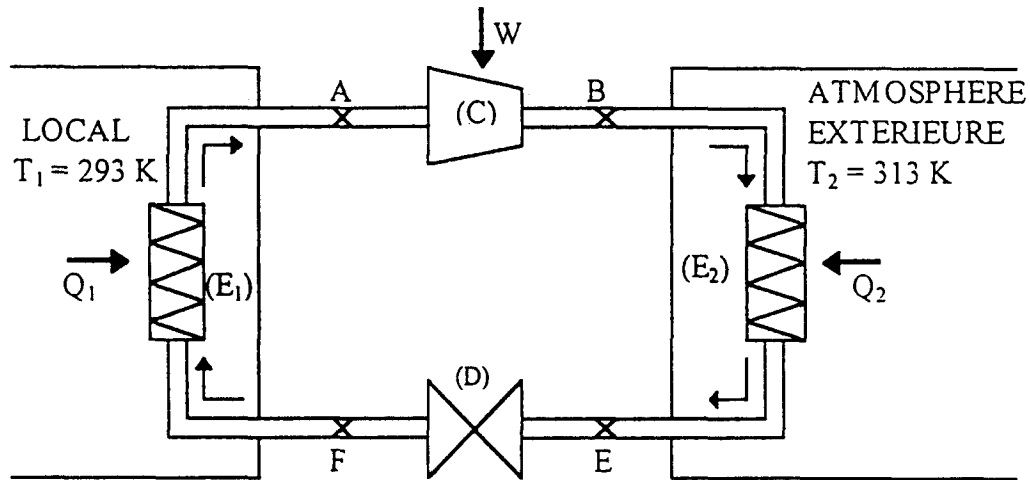 W
A
(C)
B
LOCAL
T₁ = 293 K
ATMOSPHERE
EXTERIEURE
T₂ = 313 K
Q₁
(E₁)
(E₂)
Q₂
(D)
F
E